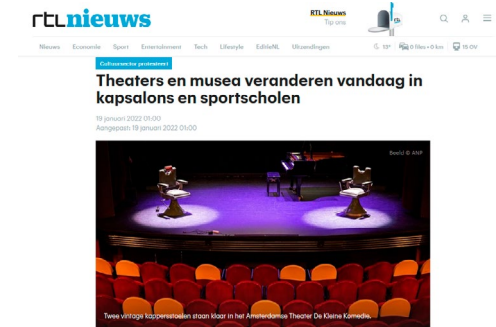 rtlnieuws
RTL Nieuws
Tip ons
Nieuws Economie Sport Entertainment Tech Lifestyle EditieNL Uitzendingen
13° 0 files • 0 km 15 OV
Cultuursector protesteert
Theaters en musea veranderen vandaag in
kapsalons en sportscholen
19 januari 2022 01:00
Aangepast: 19 januari 2022 01:00
Beeld © ANP
Twee vintage kappersstoelen staan klaar in het Amsterdamse Theater De Kleine Komedie.